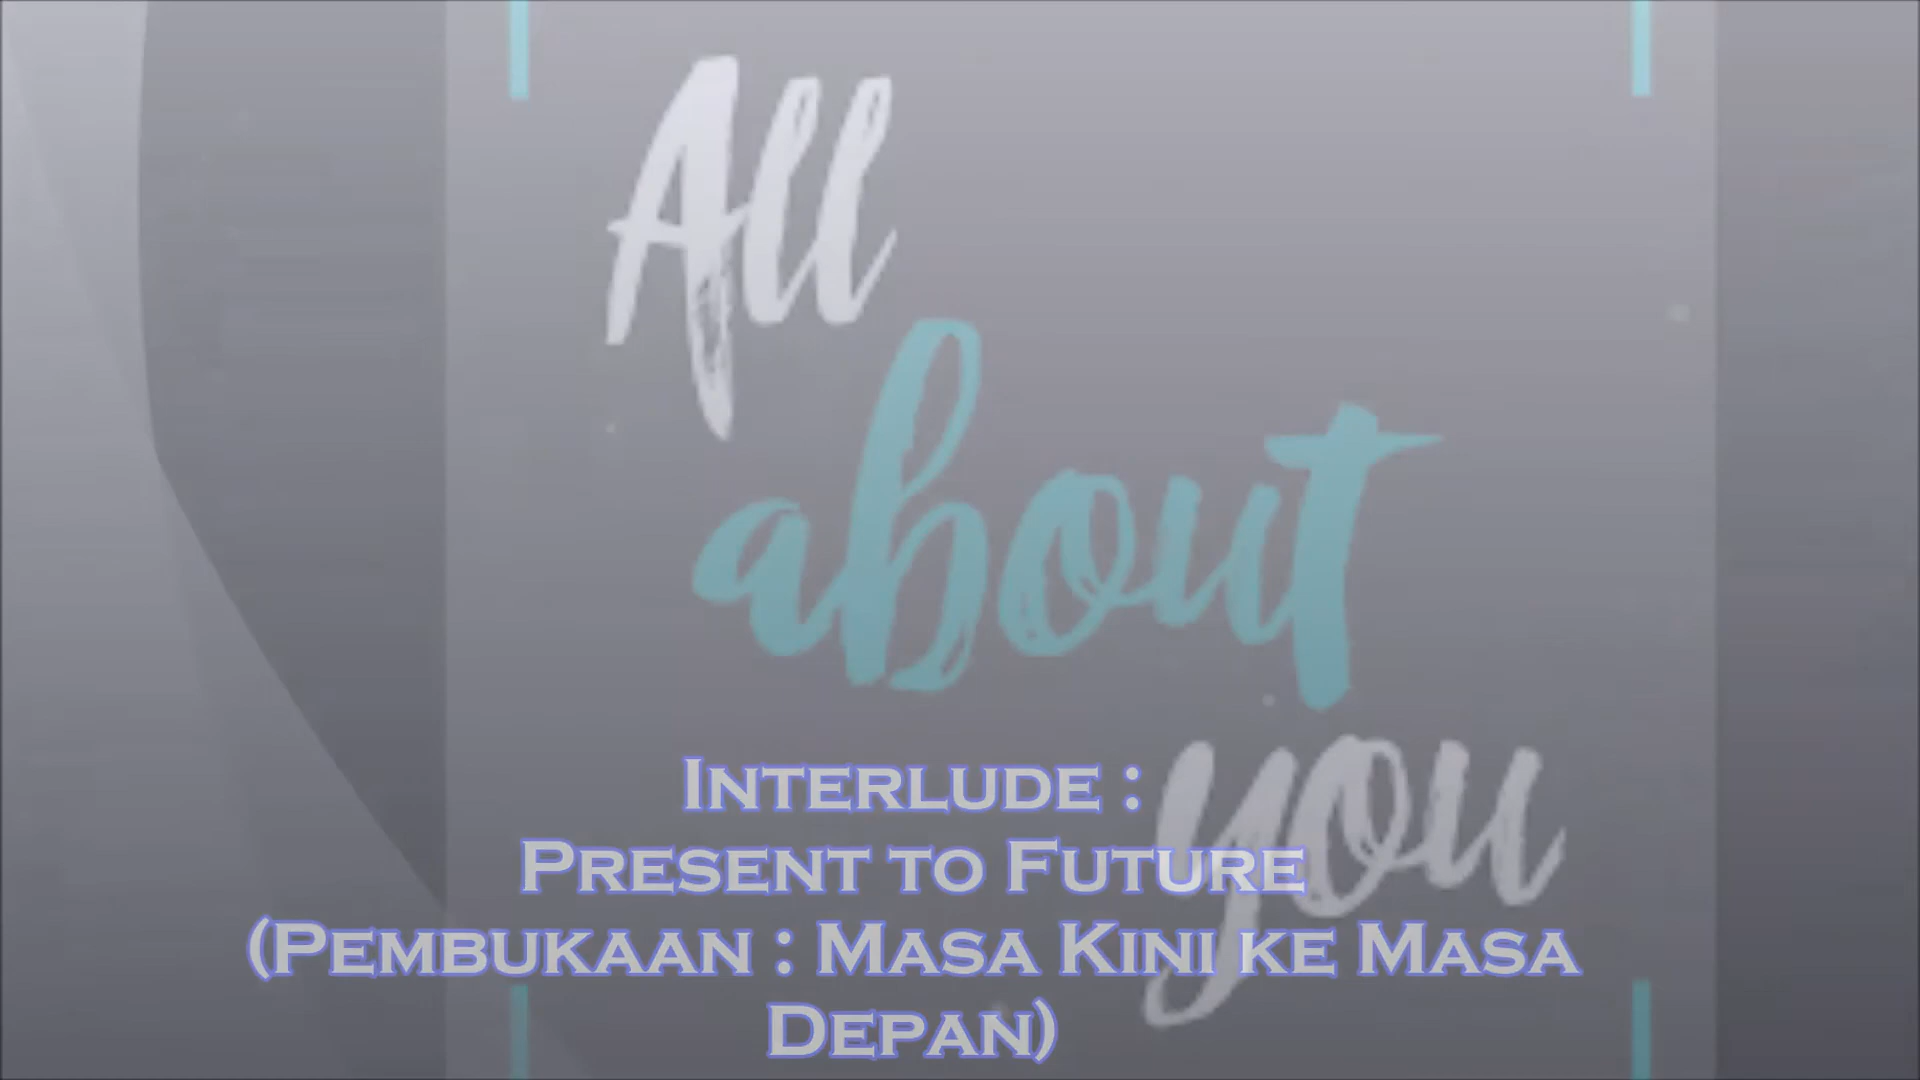 All
about
you
Interlude :
Present to Future
(Pembukaan : Masa Kini ke Masa
Depan)